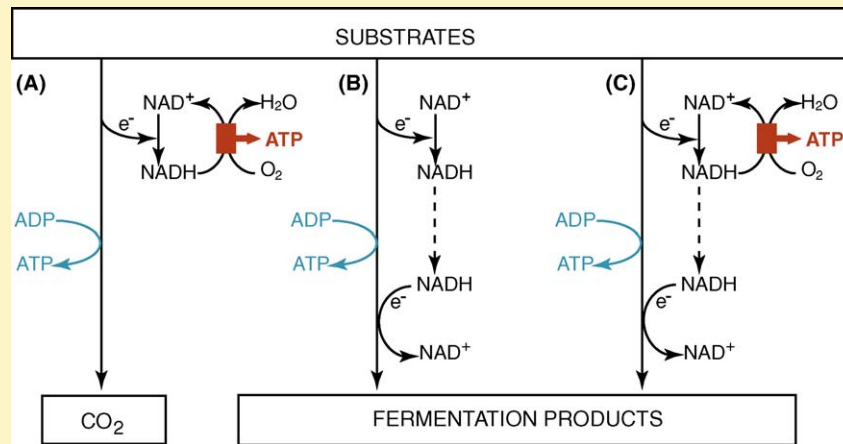 SUBSTRATES
(A)
NAD⁺
H₂O
e⁻
ATP
NADH
O₂
ADP
ATP
CO₂
(B)
NAD⁺
e⁻
NADH
ADP
ATP
NADH
e⁻
NAD⁺
(C)
NAD⁺
H₂O
e⁻
ATP
NADH
O₂
ADP
ATP
NADH
e⁻
NAD⁺
FERMENTATION PRODUCTS